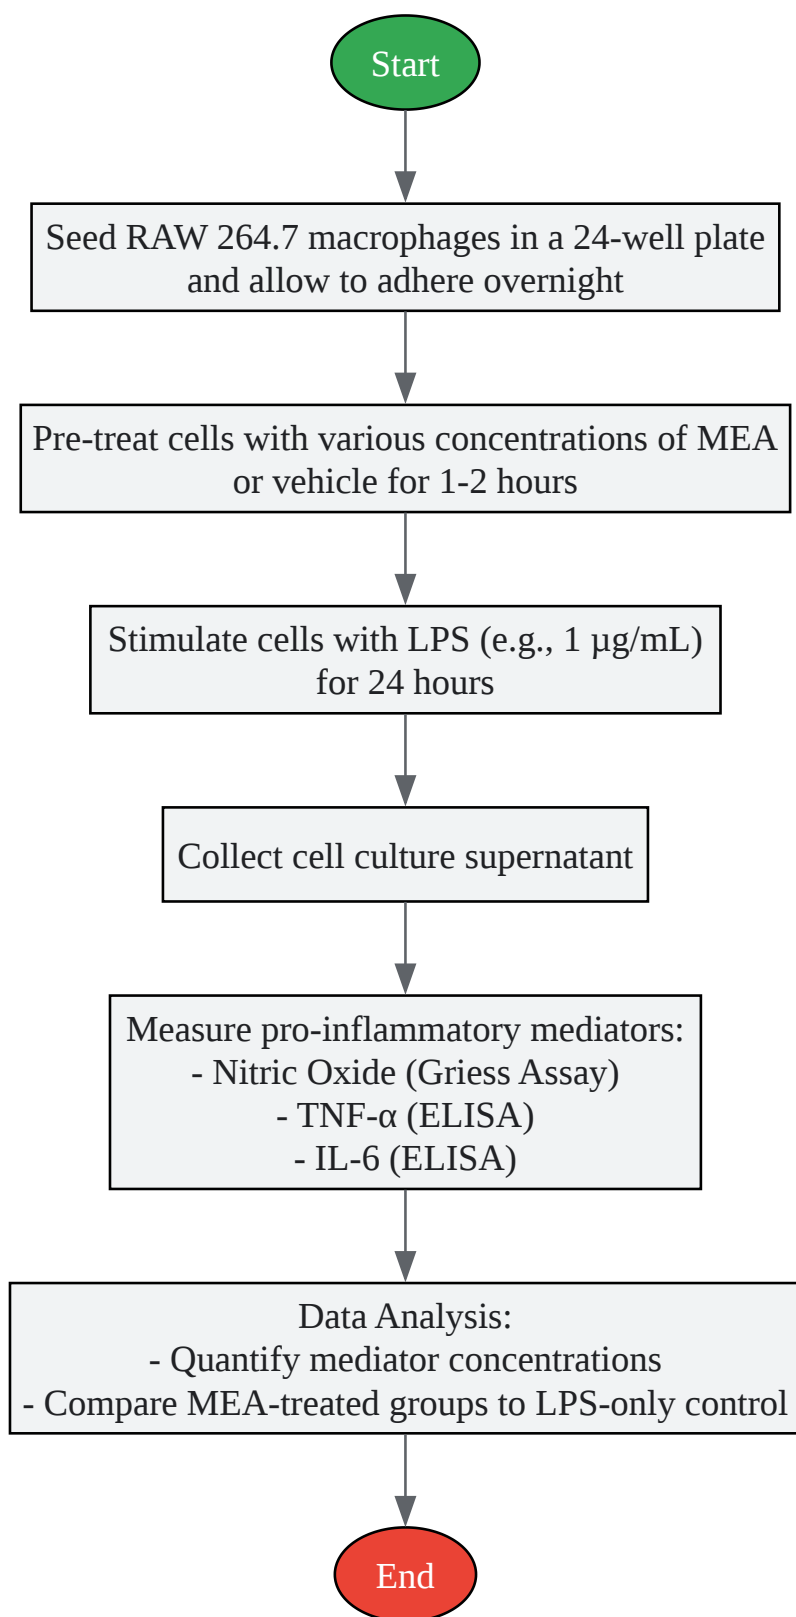 Start
Seed RAW 264.7 macrophages in a 24-well plate
and allow to adhere overnight
Pre-treat cells with various concentrations of MEA
or vehicle for 1-2 hours
Stimulate cells with LPS (e.g., 1 µg/mL)
for 24 hours
Collect cell culture supernatant
Measure pro-inflammatory mediators:
- Nitric Oxide (Griess Assay)
- TNF-α (ELISA)
- IL-6 (ELISA)
Data Analysis:
- Quantify mediator concentrations
- Compare MEA-treated groups to LPS-only control
End